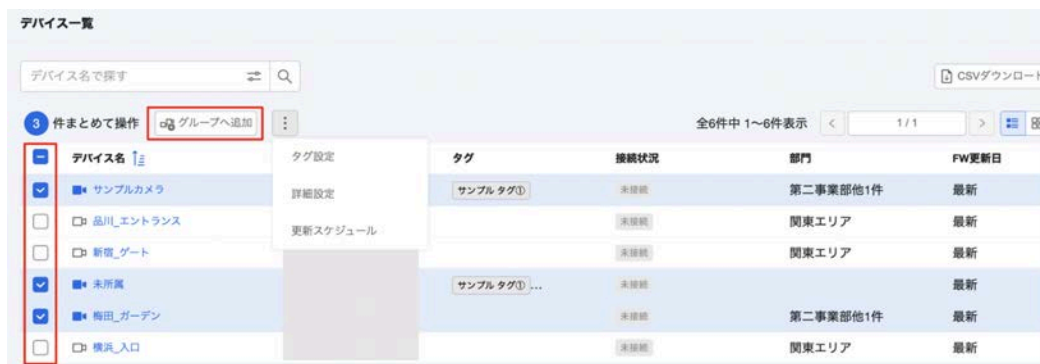 デバイス一覧
デバイス名で探す
CSVダウンロード
3 件まとめて操作 グループへ追加 全6件中 1〜6件表示 < 1/1 >
デバイス名 タグ 接続状況 部門 FW更新日
タグ設定
詳細設定
更新スケジュール
サンプルカメラ サンプル タグ① 未接続 第二事業部他1件 最新
品川_エントランス 未接続 関東エリア 最新
新宿_ゲート 未接続 関東エリア 最新
未所属 サンプル タグ① ... 未接続 最新
梅田_ガーデン 未接続 第二事業部他1件 最新
横浜_入口 未接続 関東エリア 最新